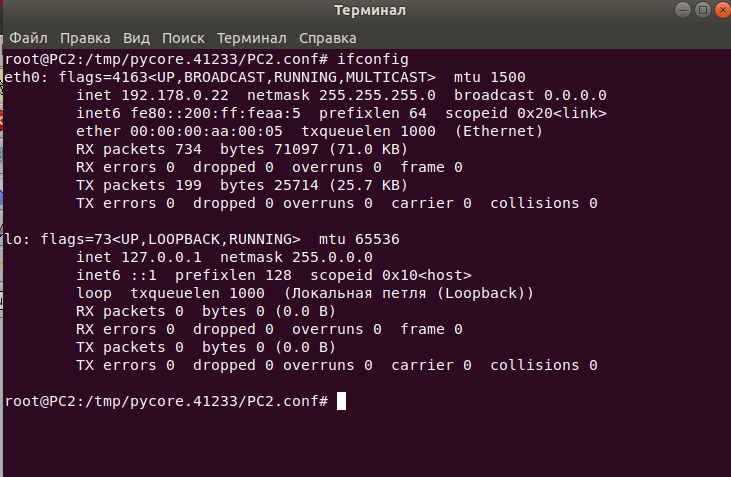 Терминал
Файл Правка Вид Поиск Терминал Справка
root@PC2:/tmp/pycore.41233/PC2.conf# ifconfig
eth0: flags=4163<UP,BROADCAST,RUNNING,MULTICAST>  mtu 1500
        inet 192.178.0.22  netmask 255.255.255.0  broadcast 0.0.0.0
        inet6 fe80::200:ff:feaa:5  prefixlen 64  scopeid 0x20<link>
        ether 00:00:00:aa:00:05  txqueuelen 1000  (Ethernet)
        RX packets 734  bytes 71097 (71.0 KB)
        RX errors 0  dropped 0  overruns 0  frame 0
        TX packets 199  bytes 25714 (25.7 KB)
        TX errors 0  dropped 0 overruns 0  carrier 0  collisions 0

lo: flags=73<UP,LOOPBACK,RUNNING>  mtu 65536
        inet 127.0.0.1  netmask 255.0.0.0
        inet6 ::1  prefixlen 128  scopeid 0x10<host>
        loop  txqueuelen 1000  (Локальная петля (Loopback))
        RX packets 0  bytes 0 (0.0 B)
        RX errors 0  dropped 0  overruns 0  frame 0
        TX packets 0  bytes 0 (0.0 B)
        TX errors 0  dropped 0 overruns 0  carrier 0  collisions 0

root@PC2:/tmp/pycore.41233/PC2.conf#